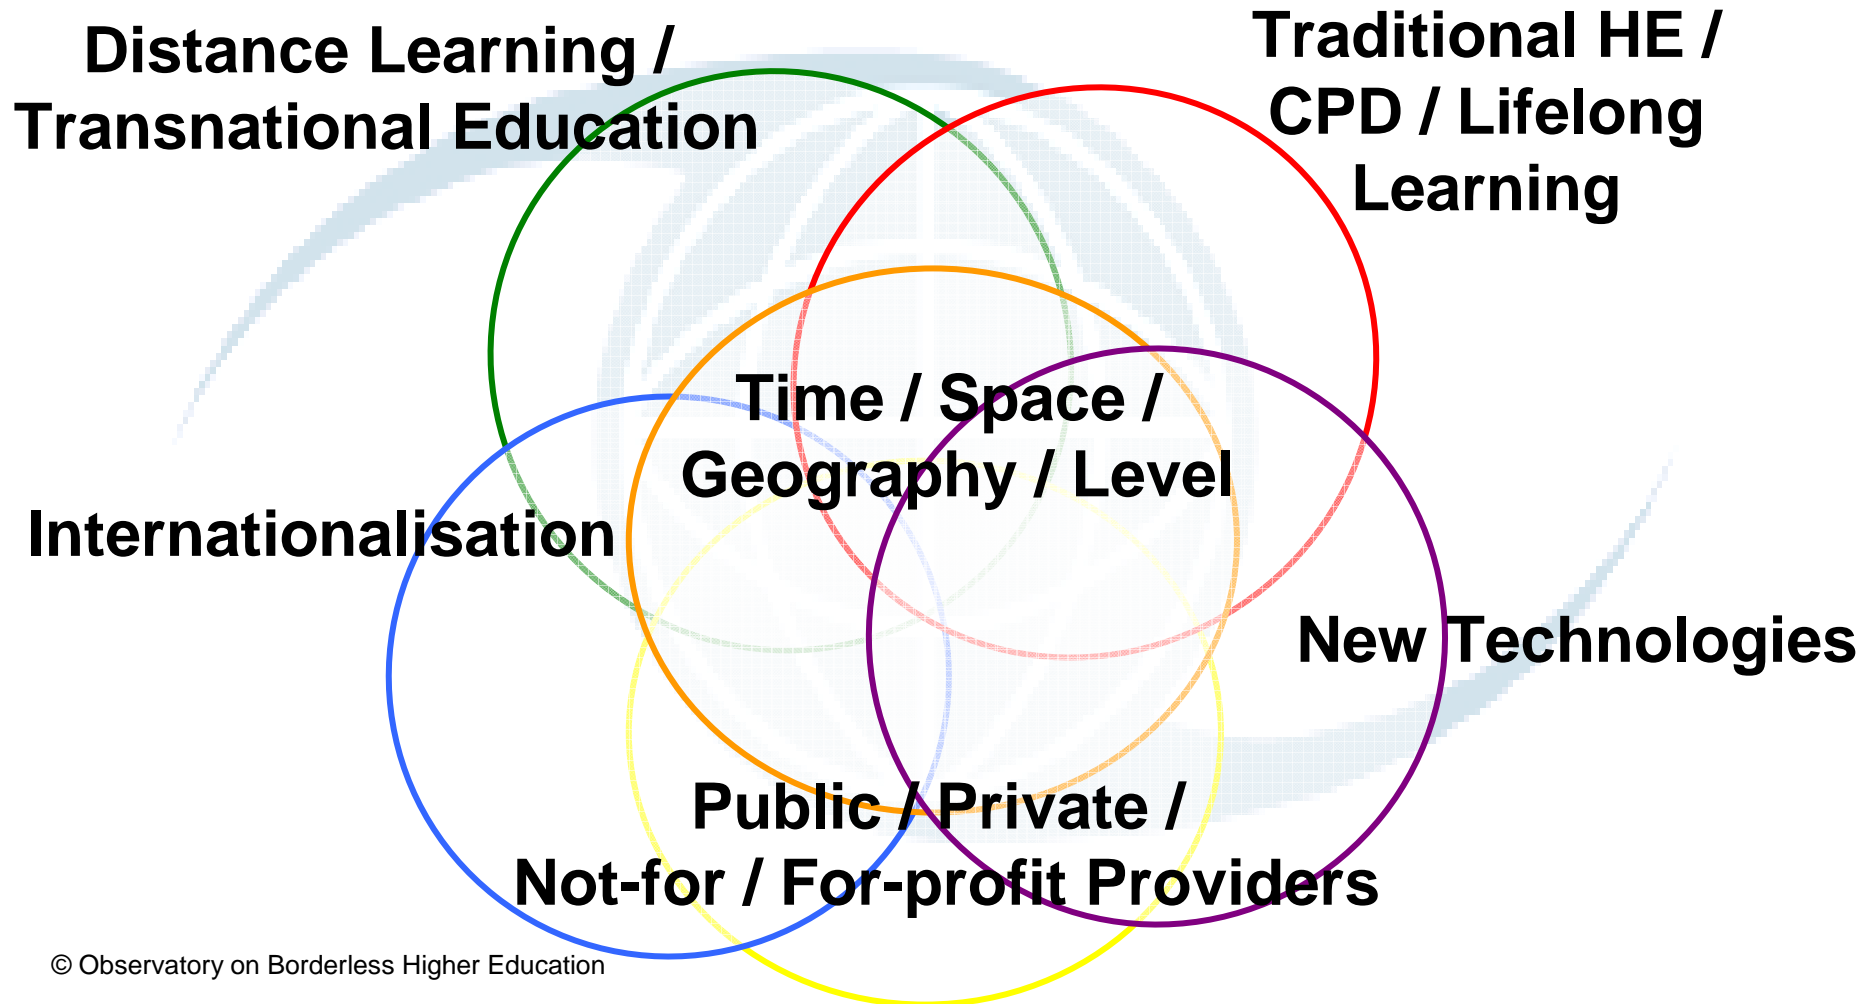 Distance Learning /
Transnational Education
Traditional HE /
CPD / Lifelong
Learning
Time / Space /
Geography / Level
Internationalisation
New Technologies
Public / Private /
Not-for / For-profit Providers
© Observatory on Borderless Higher Education